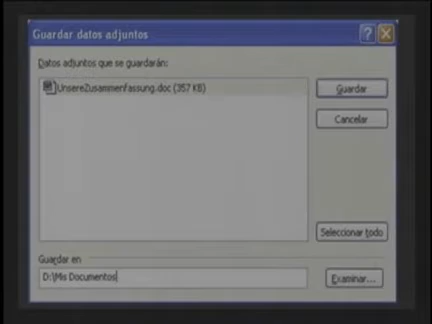 Guardar datos adjuntos
Datos adjuntos que se guardarán:
UnsereZusammenfassung.doc (357 KB)
Guardar
Cancelar
Seleccionar todo
Guardar en
D:\Mis Documentos
Examinar...